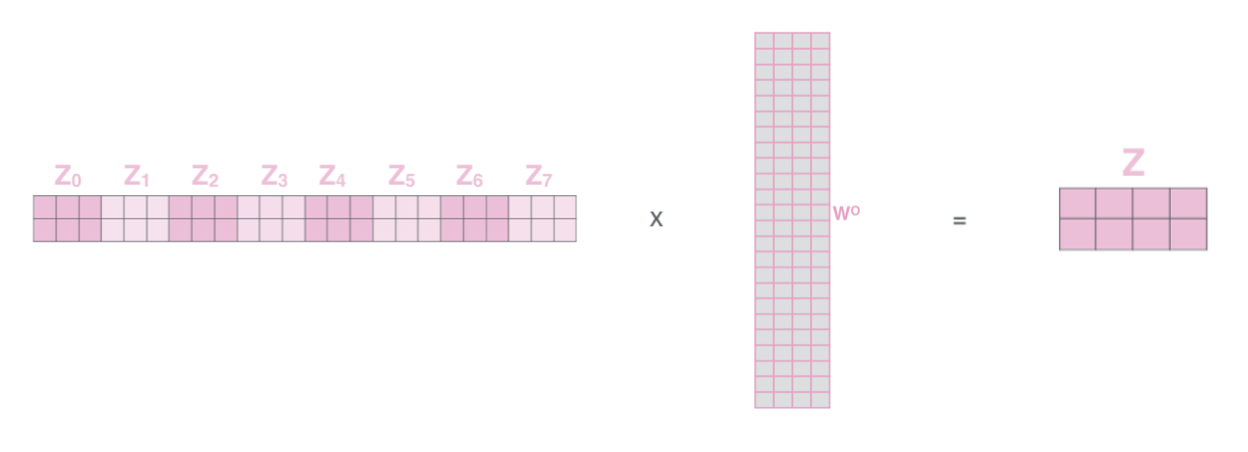 Z₀ Z₁ Z₂ Z₃ Z₄ Z₅ Z₆ Z₇
X
Wᴼ
=
Z